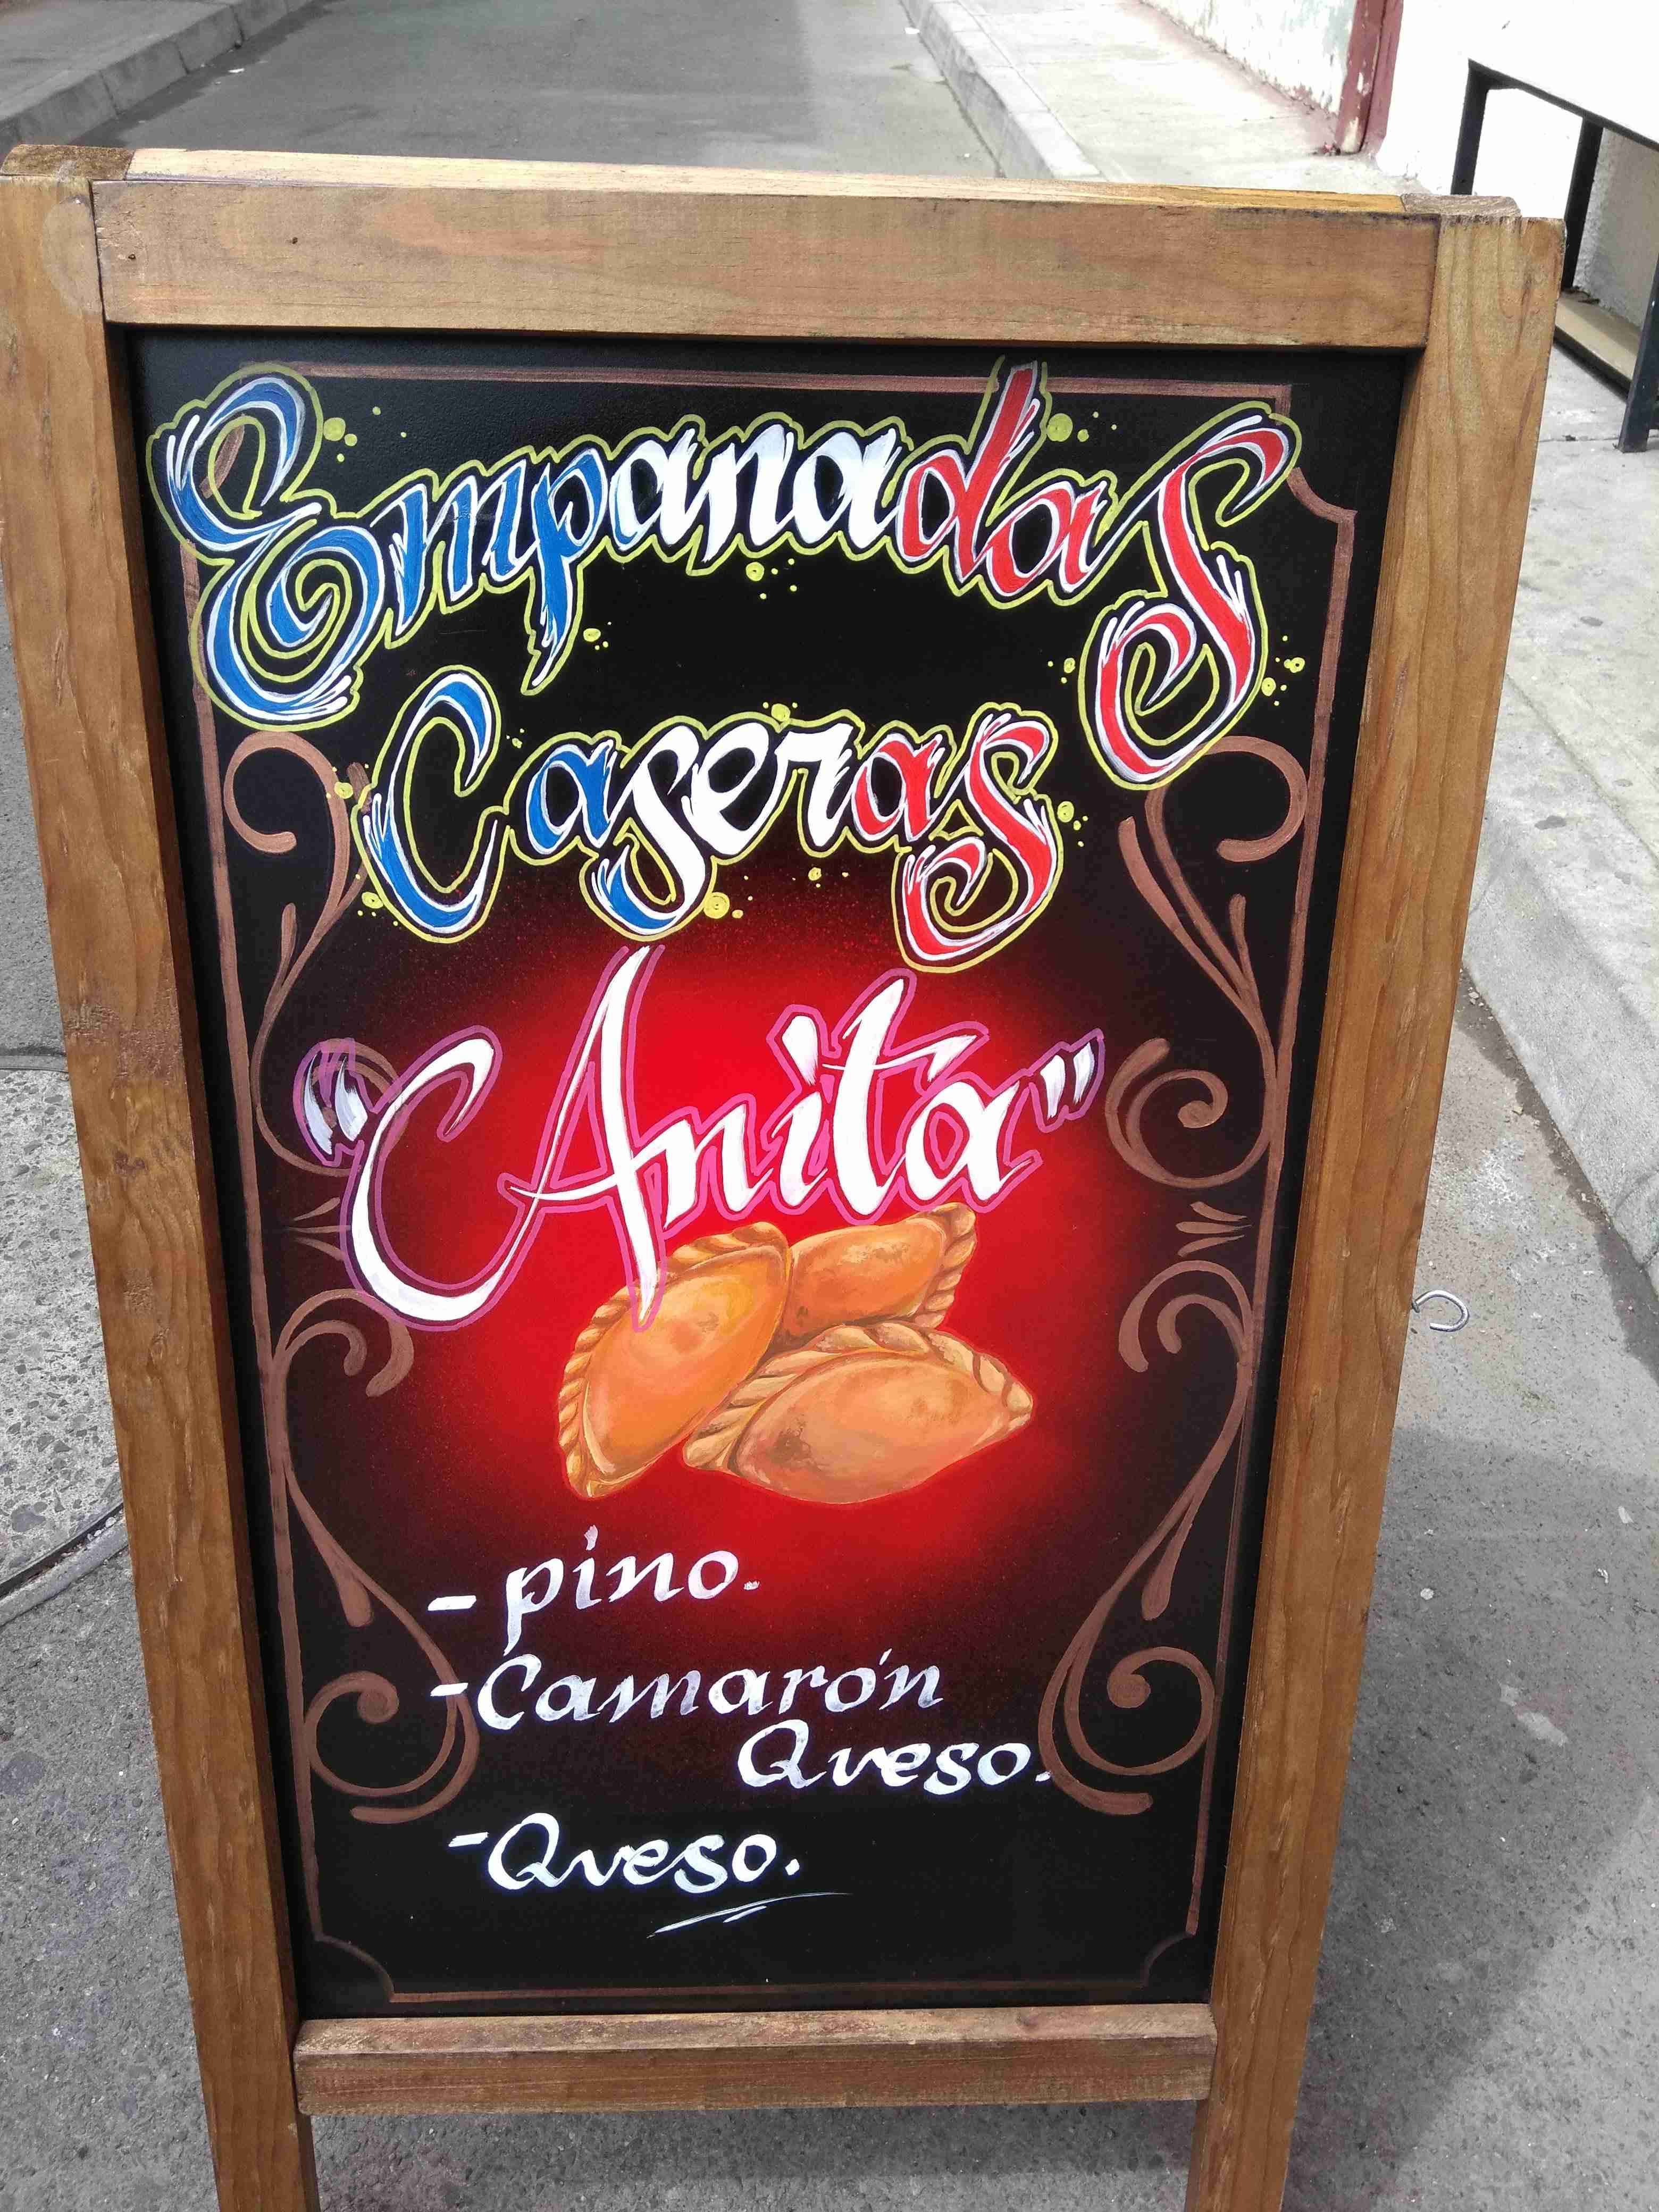 Empanadas
Caseras
"Anita"
- pino.
- Camarón
Queso.
- Queso.